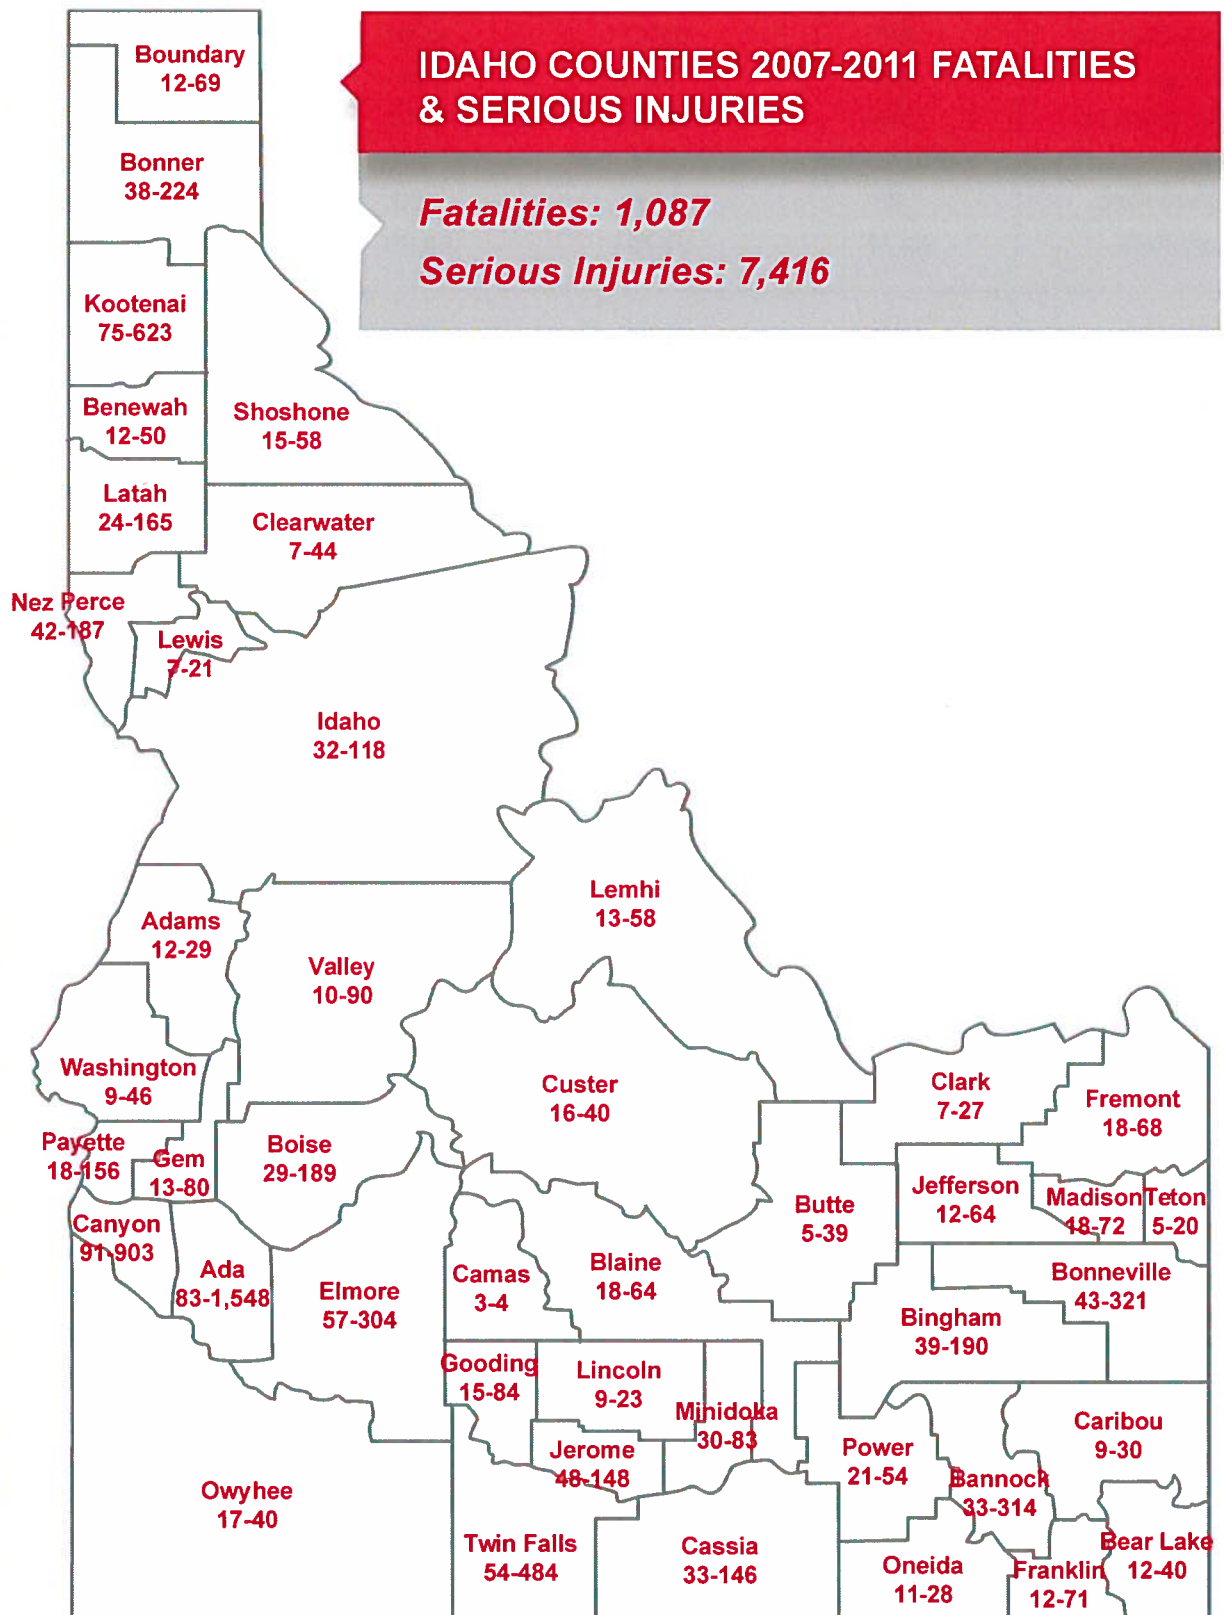 IDAHO COUNTIES 2007-2011 FATALITIES
& SERIOUS INJURIES
Fatalities: 1,087
Serious Injuries: 7,416
Boundary
12-69
Bonner
38-224
Kootenai
75-623
Benewah
12-50
Shoshone
15-58
Latah
24-165
Clearwater
7-44
Nez Perce
42-187
Lewis
7-21
Idaho
32-118
Lemhi
13-58
Adams
12-29
Valley
10-90
Washington
9-46
Custer
16-40
Clark
7-27
Fremont
18-68
Payette
18-156
Gem
13-80
Boise
29-189
Butte
5-39
Jefferson
12-64
Madison
18-72
Teton
5-20
Canyon
91-903
Ada
83-1,548
Elmore
57-304
Camas
3-4
Blaine
18-64
Bonneville
43-321
Bingham
39-190
Gooding
15-84
Lincoln
9-23
Minidoka
30-83
Jerome
48-148
Power
21-54
Caribou
9-30
Bannock
33-314
Owyhee
17-40
Twin Falls
54-484
Cassia
33-146
Oneida
11-28
Franklin
12-71
Bear Lake
12-40